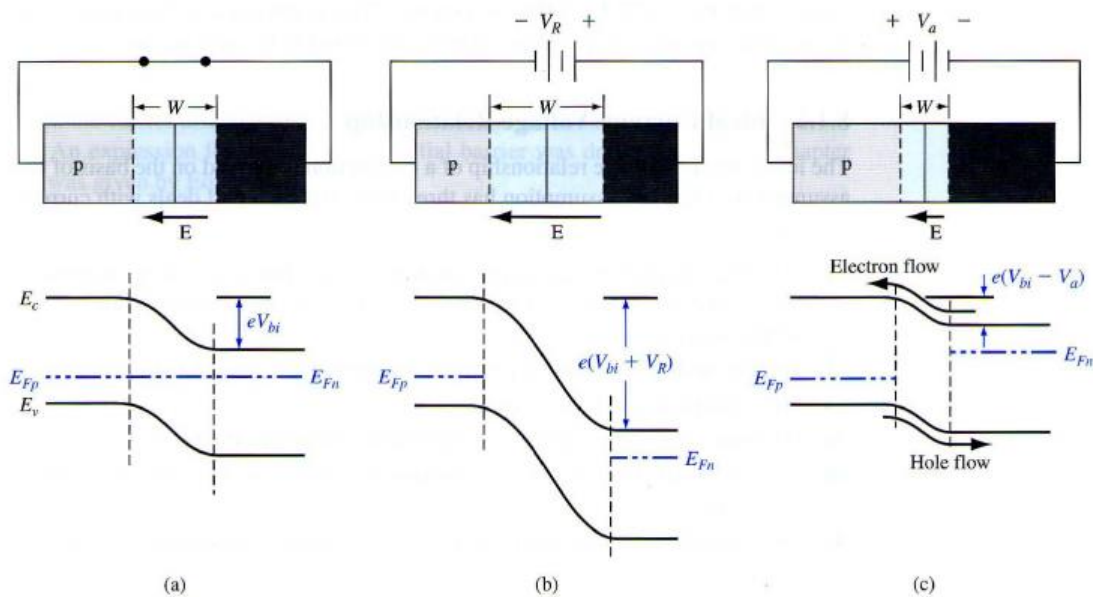 − V_R +
+ V_a −
W
W
W
p
p
p
E
E
E
Electron flow
e(V_bi − V_a)
E_c
eV_bi
e(V_bi + V_R)
E_Fn
E_Fp
E_Fn
E_Fp
E_Fp
E_v
E_Fn
Hole flow
(a)
(b)
(c)